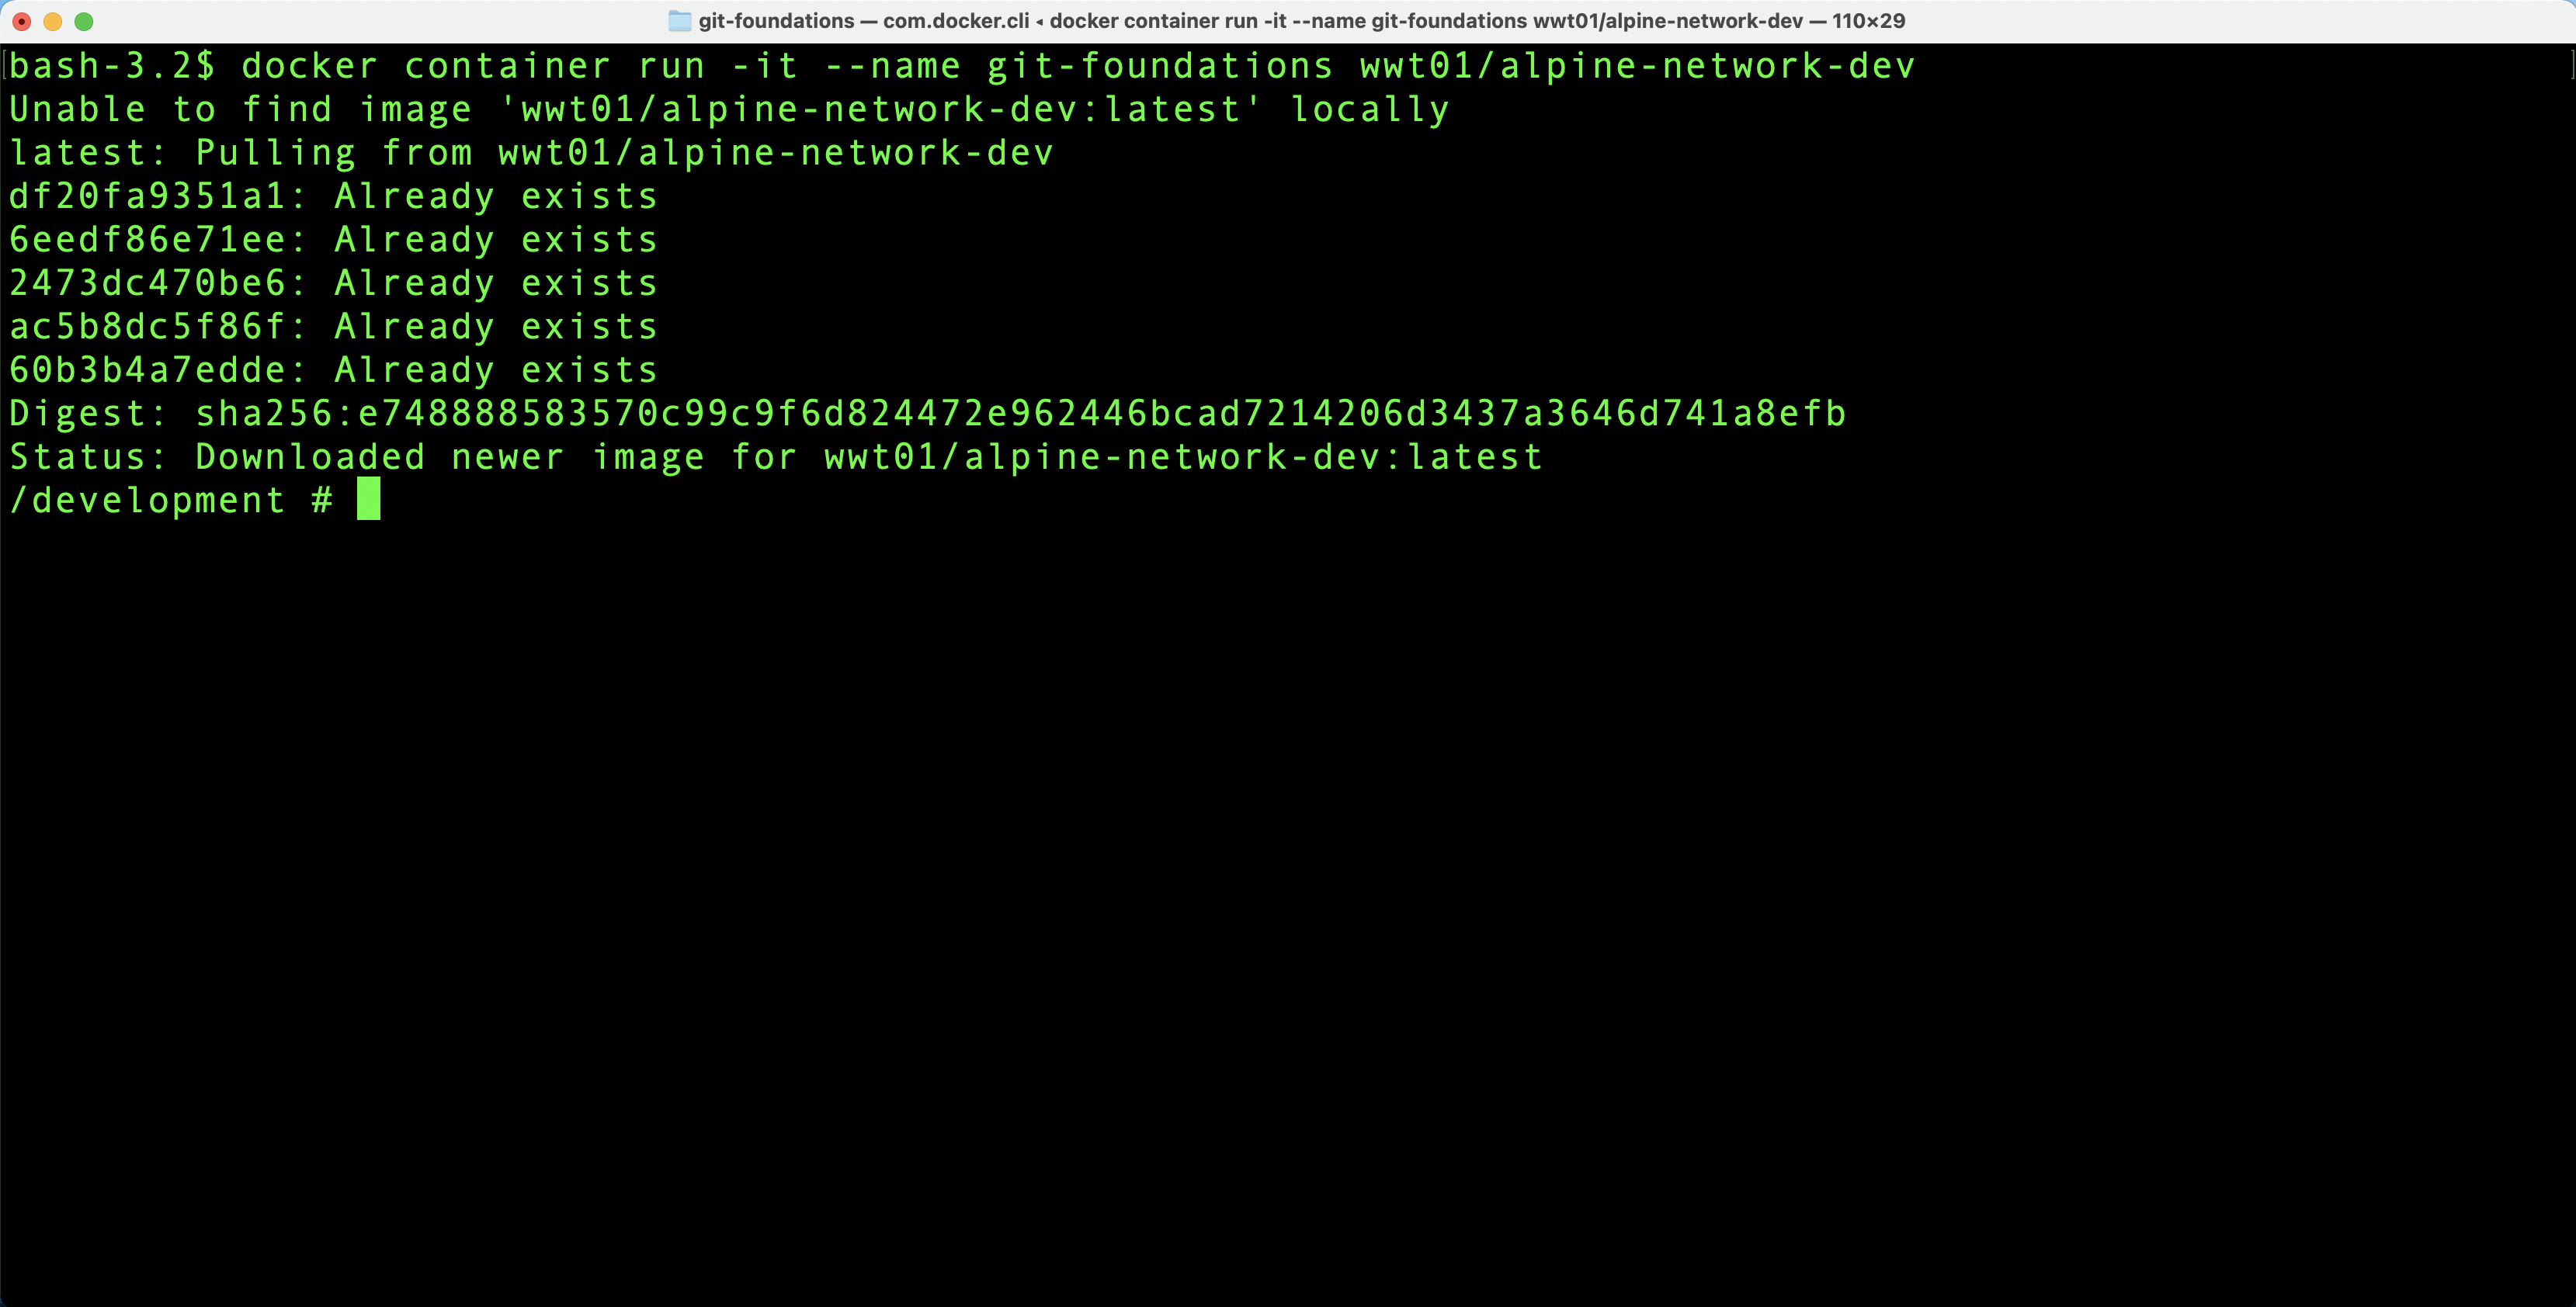 git-foundations — com.docker.cli ◂ docker container run -it --name git-foundations wwt01/alpine-network-dev — 110×29
bash-3.2$ docker container run -it --name git-foundations wwt01/alpine-network-dev
Unable to find image 'wwt01/alpine-network-dev:latest' locally
latest: Pulling from wwt01/alpine-network-dev
df20fa9351a1: Already exists
6eedf86e71ee: Already exists
2473dc470be6: Already exists
ac5b8dc5f86f: Already exists
60b3b4a7edde: Already exists
Digest: sha256:e748888583570c99c9f6d824472e962446bcad7214206d3437a3646d741a8efb
Status: Downloaded newer image for wwt01/alpine-network-dev:latest
/development #